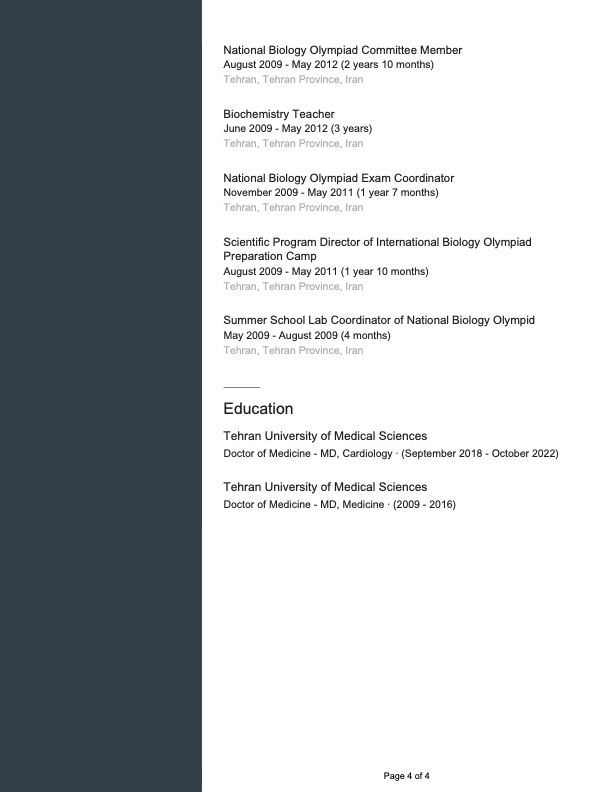 National Biology Olympiad Committee Member
August 2009 - May 2012 (2 years 10 months)
Tehran, Tehran Province, Iran
Biochemistry Teacher
June 2009 - May 2012 (3 years)
Tehran, Tehran Province, Iran
National Biology Olympiad Exam Coordinator
November 2009 - May 2011 (1 year 7 months)
Tehran, Tehran Province, Iran
Scientific Program Director of International Biology Olympiad
Preparation Camp
August 2009 - May 2011 (1 year 10 months)
Tehran, Tehran Province, Iran
Summer School Lab Coordinator of National Biology Olympid
May 2009 - August 2009 (4 months)
Tehran, Tehran Province, Iran
Education
Tehran University of Medical Sciences
Doctor of Medicine - MD, Cardiology · (September 2018 - October 2022)
Tehran University of Medical Sciences
Doctor of Medicine - MD, Medicine · (2009 - 2016)
Page 4 of 4